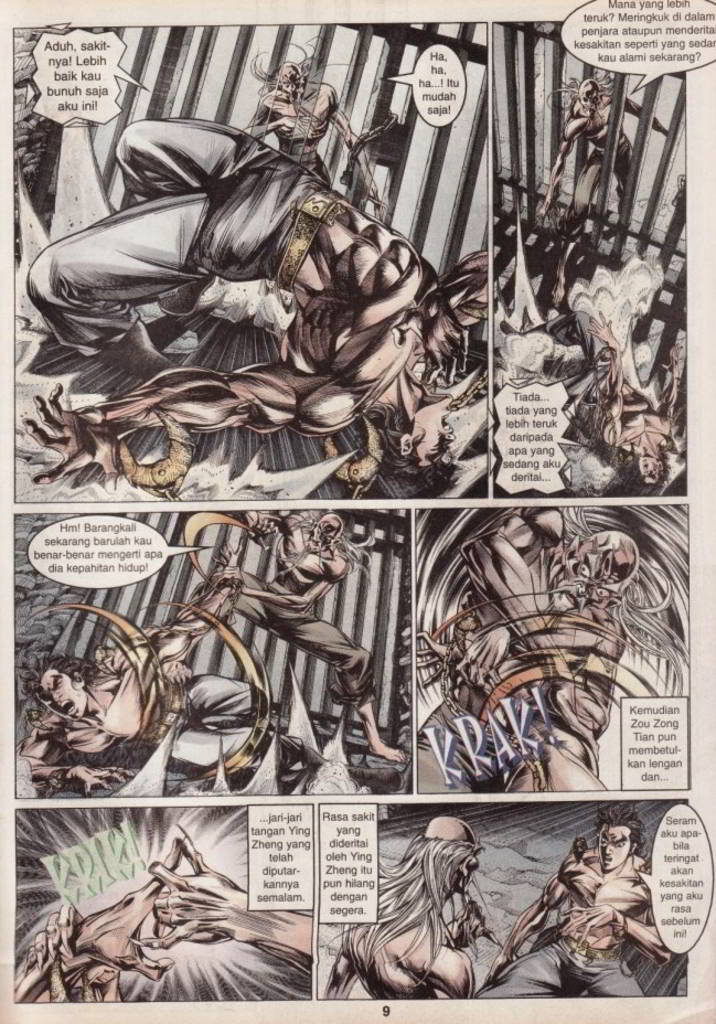 Aduh, sakit-
nya! Lebih
baik kau
bunuh saja
aku ini!
Ha,
ha,
ha...! Itu
mudah
saja!
Mana yang lebih
teruk? Meringkuk di dalam
penjara ataupun menderita
kesakitan seperti yang sedang
kau alami sekarang?
Tiada...
tiada yang
lebih teruk
daripada
apa yang
sedang aku
deritai...
Hm! Barangkali
sekarang barulah kau
benar-benar mengerti apa
dia kepahitan hidup!
KRAK!
Kemudian
Zou Zong
Tian pun
membetul-
kan lengan
dan...
KRAK!
...jari-jari
tangan Ying
Zheng yang
telah
diputar-
kannya
semalam.
Rasa sakit
yang
dideritai
oleh Ying
Zheng itu
pun hilang
dengan
segera.
Seram
aku apa-
bila
teringat
akan
kesakitan
yang aku
rasa
sebentar
ini!
9